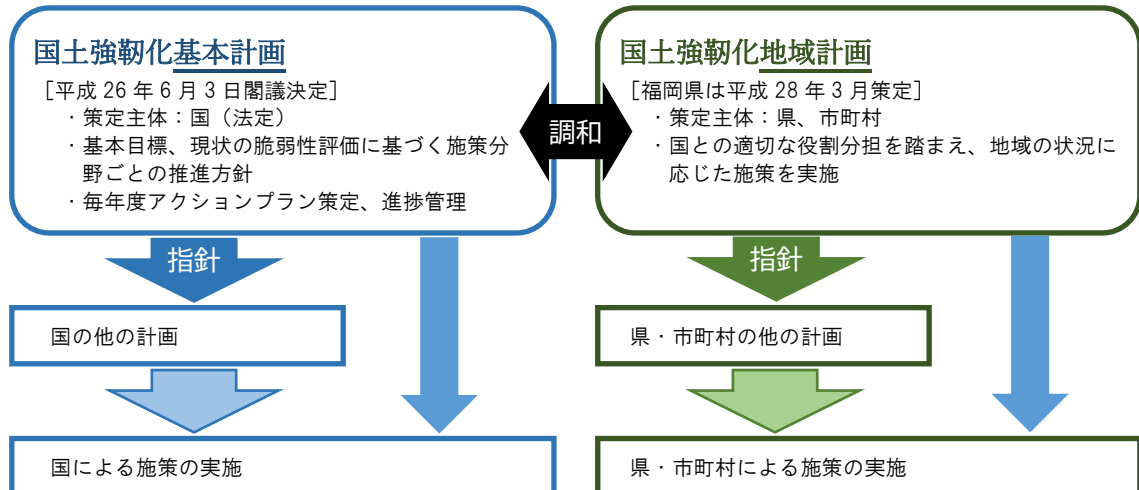 国土強靭化基本計画
［平成 26 年 6 月 3 日閣議決定］
・策定主体：国（法定）
・基本目標、現状の脆弱性評価に基づく施策分
野ごとの推進方針
・毎年度アクションプラン策定、進捗管理
調和
国土強靭化地域計画
［福岡県は平成 28 年 3 月策定］
・策定主体：県、市町村
・国との適切な役割分担を踏まえ、地域の状況に
応じた施策を実施
指針
指針
国の他の計画
県・市町村の他の計画
国による施策の実施
県・市町村による施策の実施